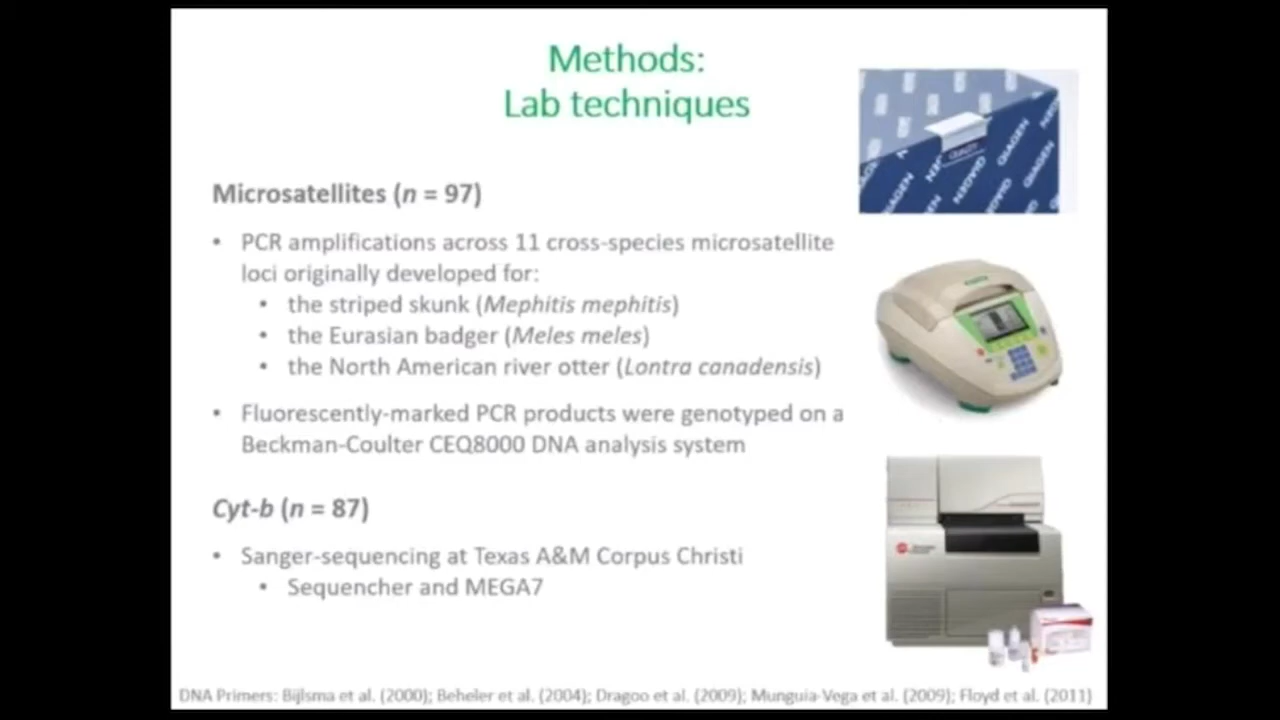 Methods:
Lab techniques
QIAGEN
QIAGEN
QIAGEN
QIAGEN
Microsatellites (n = 97)
• PCR amplifications across 11 cross-species microsatellite
loci originally developed for:
• the striped skunk (Mephitis mephitis)
• the Eurasian badger (Meles meles)
• the North American river otter (Lontra canadensis)
• Fluorescently-marked PCR products were genotyped on a
Beckman-Coulter CEQ8000 DNA analysis system
Cyt-b (n = 87)
• Sanger-sequencing at Texas A&M Corpus Christi
• Sequencher and MEGA7
DNA Primers: Bijlsma et al. (2000); Beheler et al. (2004); Dragoo et al. (2009); Munguia-Vega et al. (2009); Floyd et al. (2011)